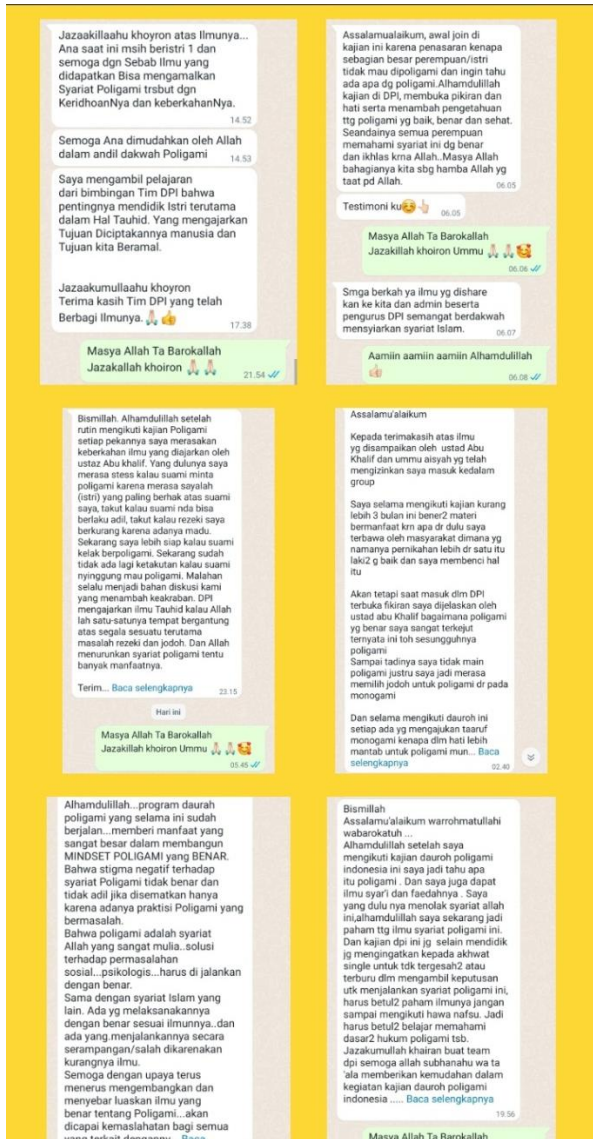 Jazaakillaahu khoyron atas Ilmunya...
Ana saat ini msih beristri 1 dan
semoga dgn Sebab Ilmu yang
didapatkan Bisa mengamalkan
Syariat Poligami trsbut dgn
KeridhoanNya dan keberkahanNya.
14.52
Semoga Ana dimudahkan oleh Allah
dalam andil dakwah Poligami
14.53
Saya mengambil pelajaran
dari bimbingan Tim DPI bahwa
pentingnya mendidik Istri terutama
dalam Hal Tauhid. Yang mengajarkan
Tujuan Diciptakannya manusia dan
Tujuan kita Beramal.
Jazaakumullaahu khoyron
Terima kasih Tim DPI yang telah
Berbagi Ilmunya. 🙏🏻 👍
17.38
Masya Allah Ta Barokallah
Jazakallah khoiron 🙏🏻 🙏🏻
21.54
Assalamualaikum, awal join di
kajian ini karena penasaran kenapa
sebagian besar perempuan/istri
tidak mau dipoligami dan ingin tahu
ada apa dg poligami.Alhamdulillah
kajian di DPI, membuka pikiran dan
hati serta menambah pengetahuan
ttg poligami yg baik, benar dan sehat.
Seandainya semua perempuan
memahami syariat ini dg benar
dan ikhlas krna Allah..Masya Allah
bahagianya kita sbg hamba Allah yg
taat pd Allah.
06.05
Testimoni ku☺️👆🏻
06.05
Masya Allah Ta Barokallah
Jazakillah khoiron Ummu 🙏🏻 🙏🏻🥰
06.06
Smga berkah ya ilmu yg dishare
kan ke kita dan admin beserta
pengurus DPI semangat berdakwah
mensyiarkan syariat Islam.
06.07
Aamiin aamiin aamiin Alhamdulillah
👍🏻
06.08
Bismillah. Alhamdulillah setelah
rutin mengikuti kajian Poligami
setiap pekannya saya merasakan
keberkahan ilmu yang diajarkan oleh
ustaz Abu khalif. Yang dulunya saya
merasa stess kalau suami minta
poligami karena merasa sayalah
(istri) yang paling berhak atas suami
saya, takut kalau suami nda bisa
berlaku adil, takut kalau rezeki saya
berkurang karena adanya madu.
Sekarang saya lebih siap kalau suami
kelak berpoligami. Sekarang sudah
tidak ada lagi ketakutan kalau suami
nyinggung mau poligami. Malahan
selalu menjadi bahan diskusi kami
yang menambah keakraban. DPI
mengajarkan ilmu Tauhid kalau Allah
lah satu-satunya tempat bergantung
atas segala sesuatu terutama
masalah rezeki dan jodoh. Dan Allah
menurunkan syariat poligami tentu
banyak manfaatnya.
Terim... Baca selengkapnya
23.15
Hari ini
Masya Allah Ta Barokallah
Jazakillah khoiron Ummu 🙏🏻 🙏🏻🥰
05.45
Assalamu'alaikum
Kepada terimakasih atas ilmu
yg disampaikan oleh ustad Abu
Khalif dan ummu aisyah yg telah
mengizinkan saya masuk kedalam
group
Saya selama mengikuti kajian kurang
lebih 3 bulan ini bener2 materi
bermanfaat krn apa dr dulu saya
terbawa oleh masyarakat dimana yg
namanya pernikahan lebih dr satu itu
laki2 g baik dan saya membenci hal
itu
Akan tetapi saat masuk dlm DPI
terbuka fikiran saya dijelaskan oleh
ustad abu Khalif bagaimana poligami
yg benar saya sangat terkejut
ternyata ini toh sesungguhnya
poligami
Sampai tadinya saya tidak main
poligami justru saya jadi merasa
memilih jodoh untuk poligami dr pada
monogami
Dan selama mengikuti dauroh ini
setiap ada yg mengajukan taaruf
monogami kenapa dlm hati lebih
mantab untuk poligami mun... Baca
selengkapnya
02.40
Alhamdulillah...program daurah
poligami yang selama ini sudah
berjalan...memberi manfaat yang
sangat besar dalam membangun
MINDSET POLIGAMI yang BENAR.
Bahwa stigma negatif terhadap
syariat Poligami tidak benar dan
tidak adil jika disematkan hanya
karena adanya praktisi Poligami yang
bermasalah.
Bahwa poligami adalah syariat
Allah yang sangat mulia..solusi
terhadap permasalahan
sosial...psikologis...harus di jalankan
dengan benar.
Sama dengan syariat Islam yang
lain. Ada yg melaksanakannya
dengan benar sesuai ilmunya..dan
ada yang.menjalankannya secara
serampangan/salah dikarenakan
kurangnya ilmu.
Semoga dengan upaya terus
menerus mengembangkan dan
menyebar luaskan ilmu yang
benar tentang Poligami...akan
dicapai kemaslahatan bagi semua
yang terkait
Bismillah
Assalamu'alaikum warrohmatullahi
wabarokatuh ...
Alhamdulillah setelah saya
mengikuti kajian dauroh poligami
indonesia ini saya jadi tahu apa
itu poligami . Dan saya juga dapat
ilmu syar'i dan faedahnya . Saya
yang dulu nya menolak syariat allah
ini,alhamdulillah saya sekarang jadi
paham ttg ilmu syariat poligami ini.
Dan kajian dpi ini jg selain mendidik
jg mengingatkan kepada akhwat
single untuk tdk tergesah2 atau
terburu dlm mengambil keputusan
utk menjalankan syariat poligami ini,
harus betul2 paham ilmunya jangan
sampai mengikuti hawa nafsu. Jadi
harus betul2 belajar memahami
dasar2 hukum poligami tsb.
Jazakumullah khairan buat team
dpi semoga allah subhanahu wa ta
'ala memberikan kemudahan dalam
kegiatan kajian dauroh poligami
indonesia ..... Baca selengkapnya
19.56
Masya Allah Ta Barokallah